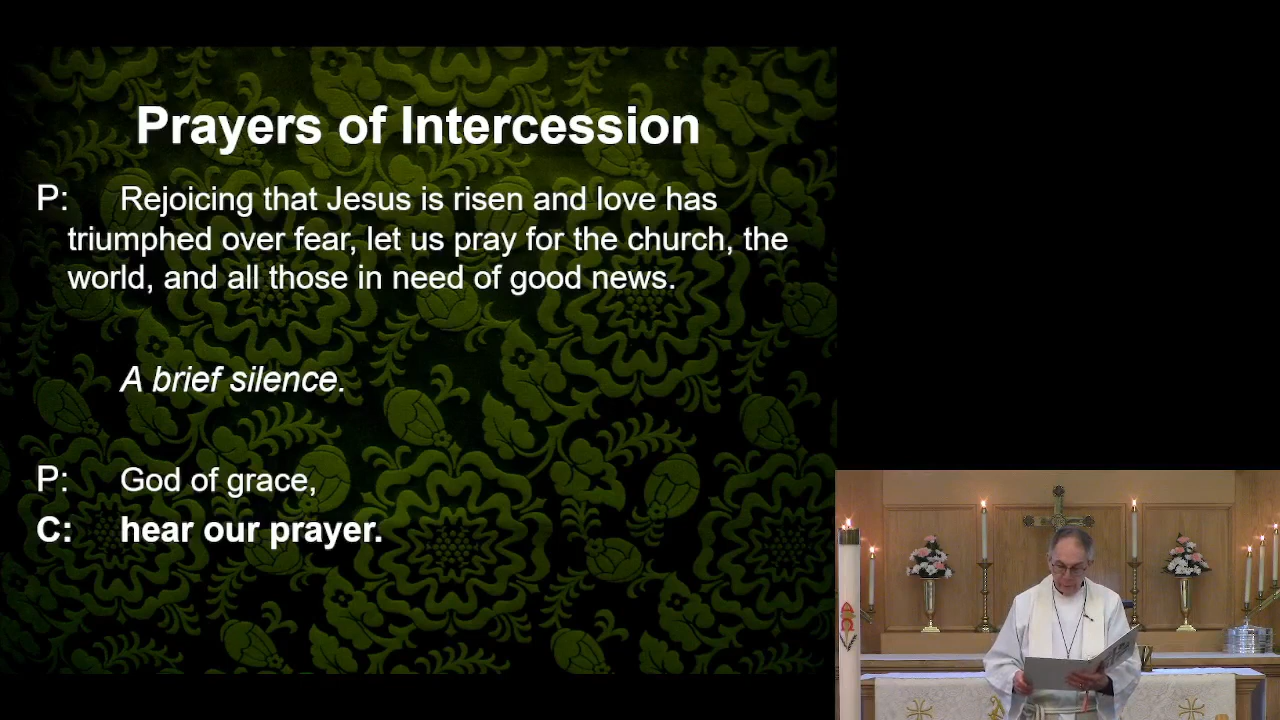 Prayers of Intercession
P: Rejoicing that Jesus is risen and love has
triumphed over fear, let us pray for the church, the
world, and all those in need of good news.
A brief silence.
P: God of grace,
C: hear our prayer.